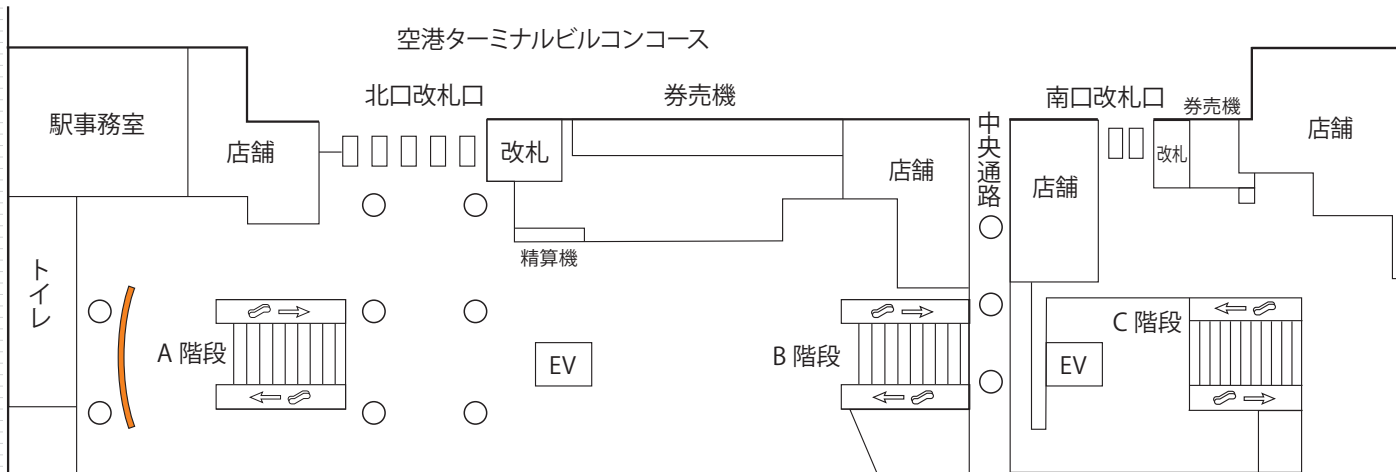 空港ターミナルビルコンコース
北口改札口
券売機
南口改札口
券売機
駅事務室
店舗
改札
店舗
中央通路
店舗
改札
店舗
トイレ
精算機
A 階段
EV
B 階段
C 階段
EV